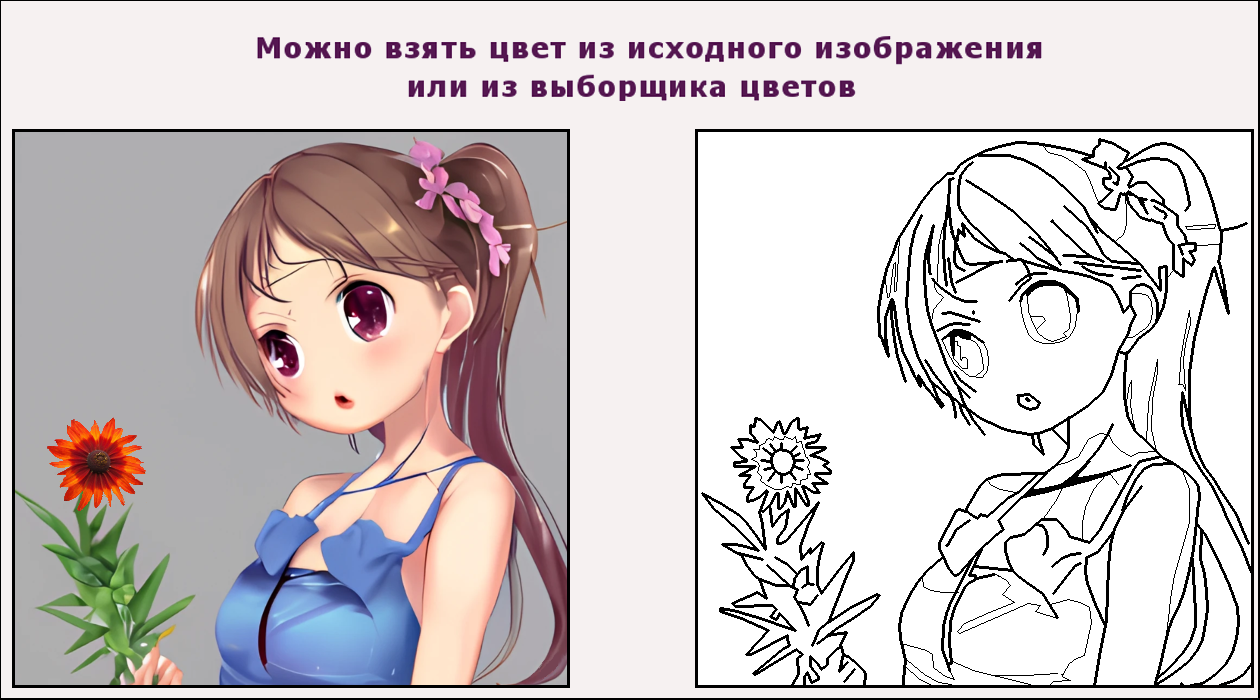 Можно взять цвет из исходного изображения
или из выборщика цветов